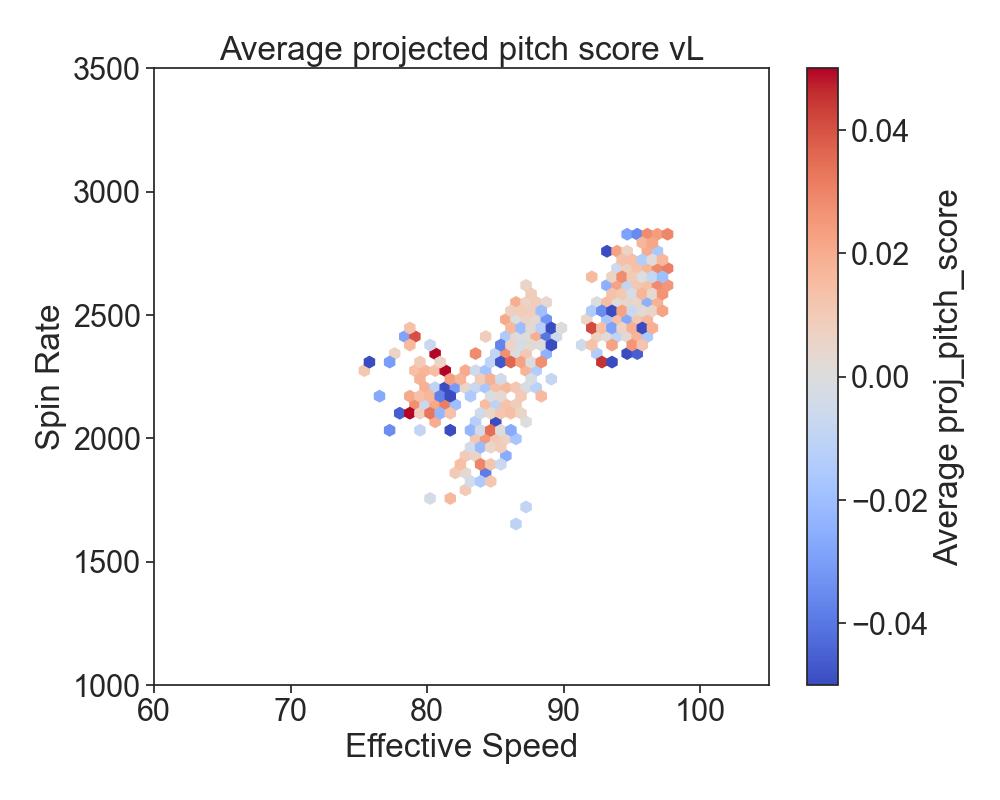 Average projected pitch score vL
3500
3000
2500
2000
1500
1000
60 70 80 90 100
Effective Speed
Spin Rate
0.04
0.02
0.00
−0.02
−0.04
Average proj_pitch_score